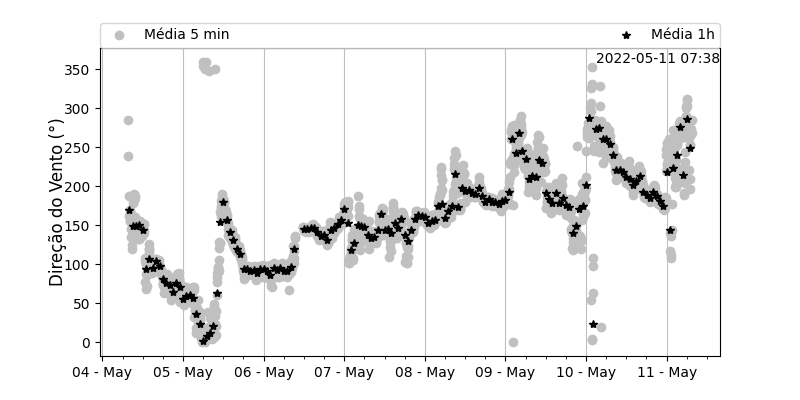 Média 5 min
Média 1h
2022-05-11 07:38
Direção do Vento (°)
350
300
250
200
150
100
50
0
04 - May
05 - May
06 - May
07 - May
08 - May
09 - May
10 - May
11 - May